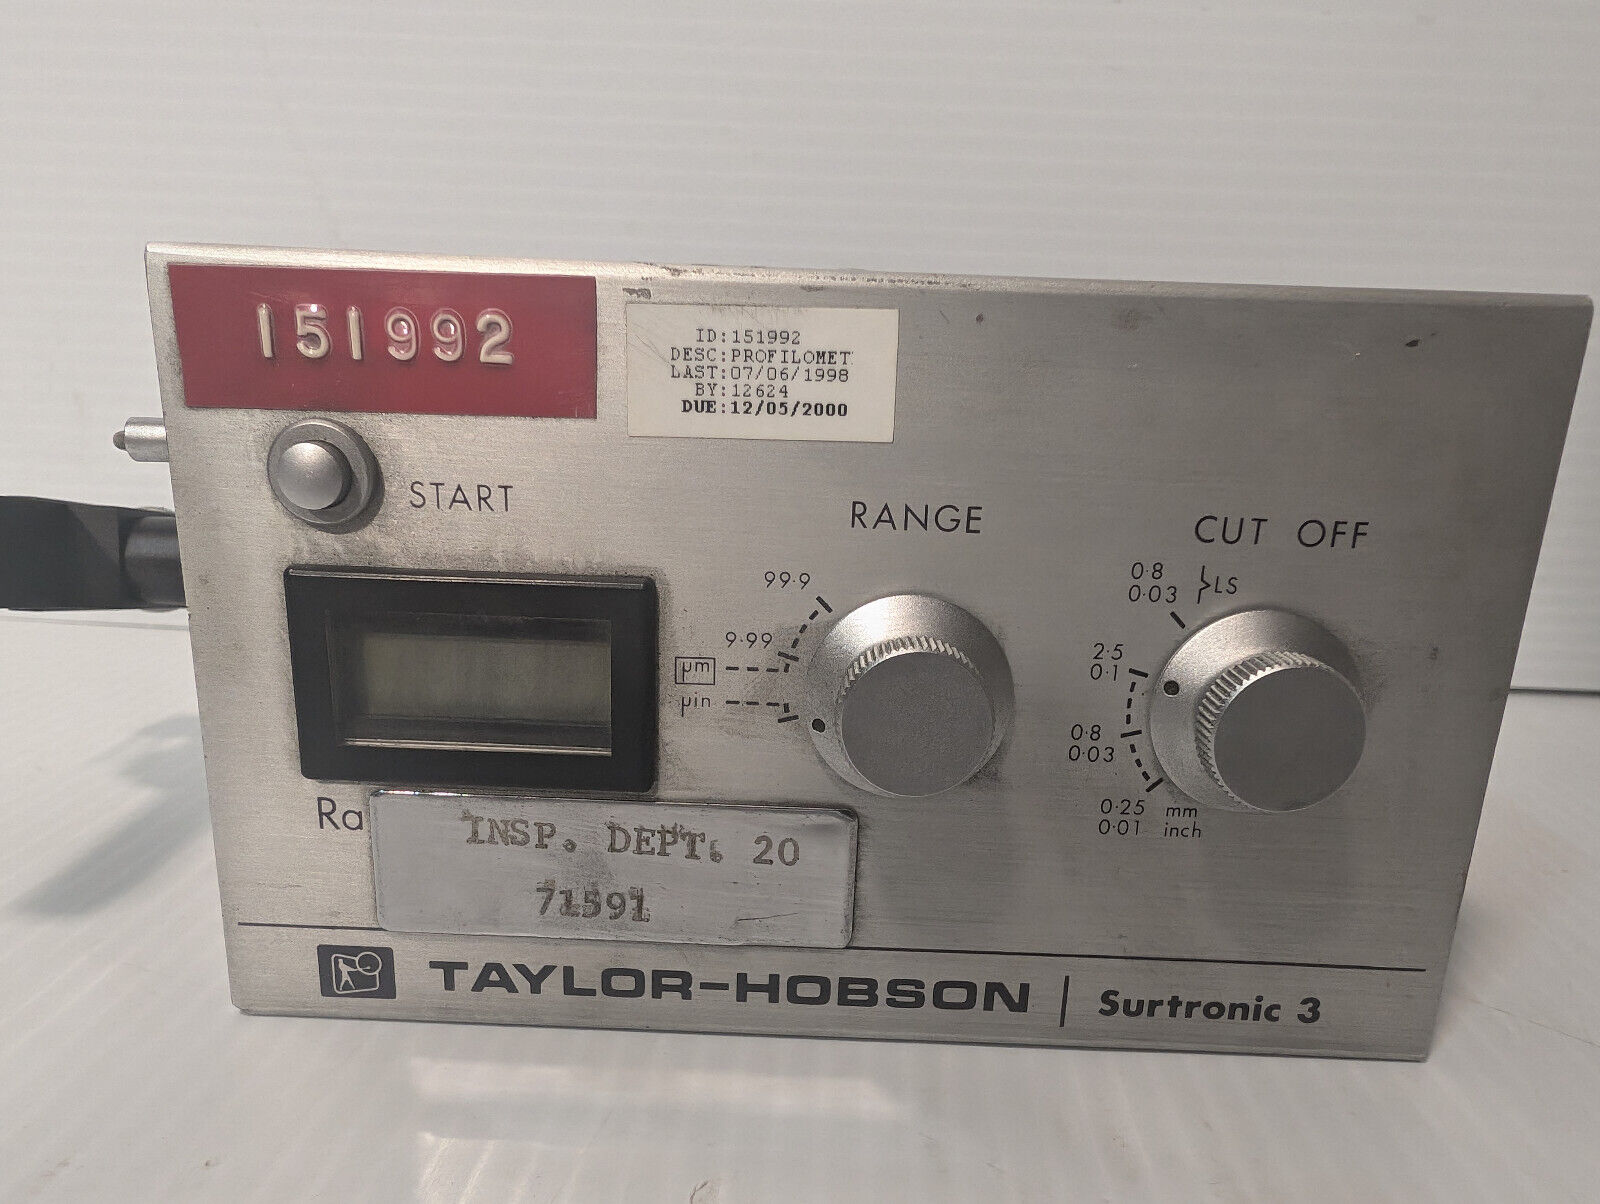 151992
ID:151992
DESC:PROFILOMET
LAST:07/06/1998
BY:12624
DUE:12/05/2000
START
RANGE
CUT OFF
99·9
9·99
µm
µin
0·8
0·03
LS
2·5
0·1
0·8
0·03
0·25 mm
0·01 inch
Ra
INSP. DEPT. 20
71591
TAYLOR-HOBSON
Surtronic 3